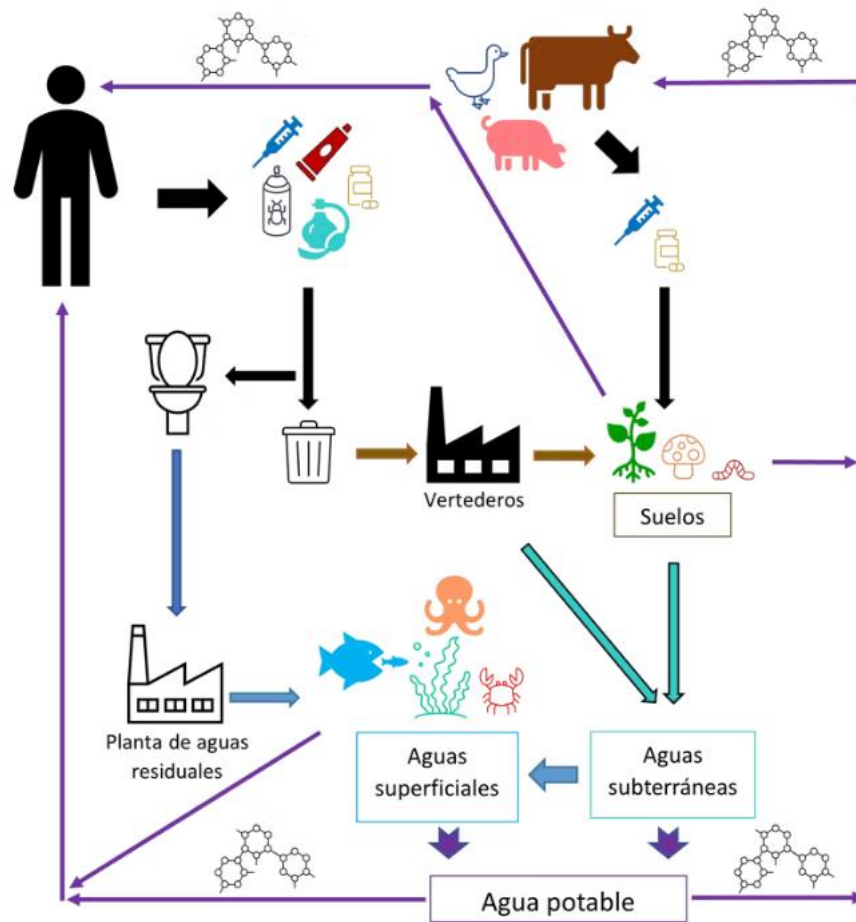 Vertederos
Suelos
Planta de aguas
residuales
Aguas
superficiales
Aguas
subterráneas
Agua potable